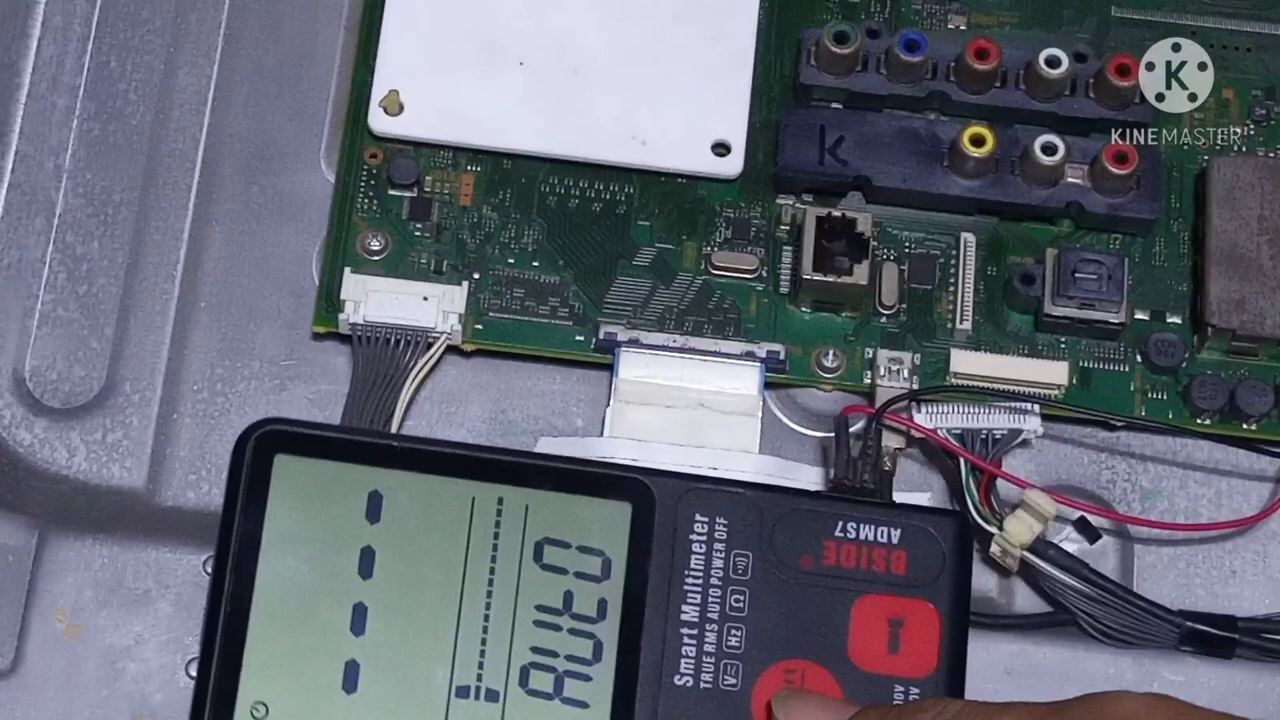 KINEMASTER
k
AUTO
Smart Multimeter
TRUE RMS AUTO POWER OFF
V Hz Ω
BSIDE
ADMS7